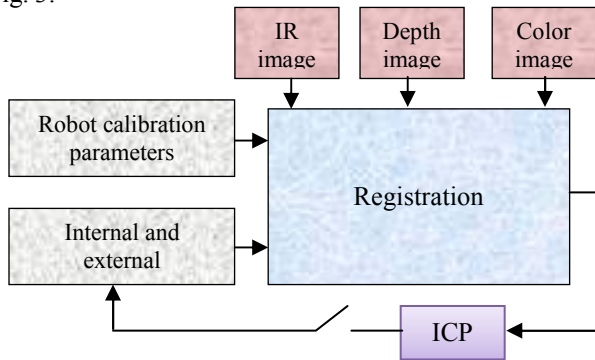 IR
image
Depth
image
Color
image
Robot calibration
parameters
Registration
Internal and
external
ICP